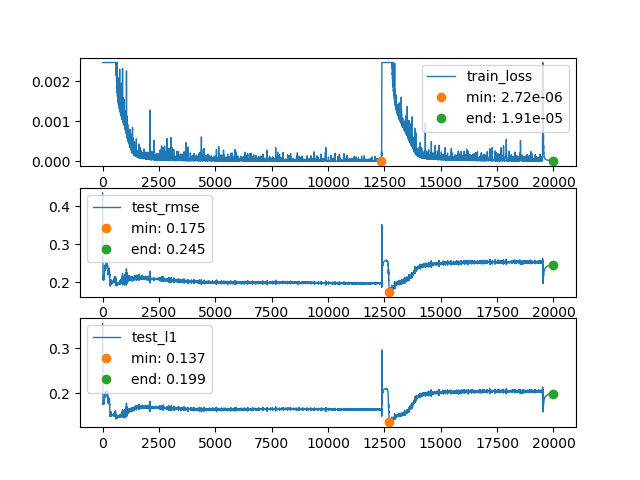 0.002
0.001
0.000
train_loss
min: 2.72e-06
end: 1.91e-05
0 2500 5000 7500 10000 12500 15000 17500 20000
0.4
0.3
0.2
test_rmse
min: 0.175
end: 0.245
0 2500 5000 7500 10000 12500 15000 17500 20000
0.3
0.2
test_l1
min: 0.137
end: 0.199
0 2500 5000 7500 10000 12500 15000 17500 20000